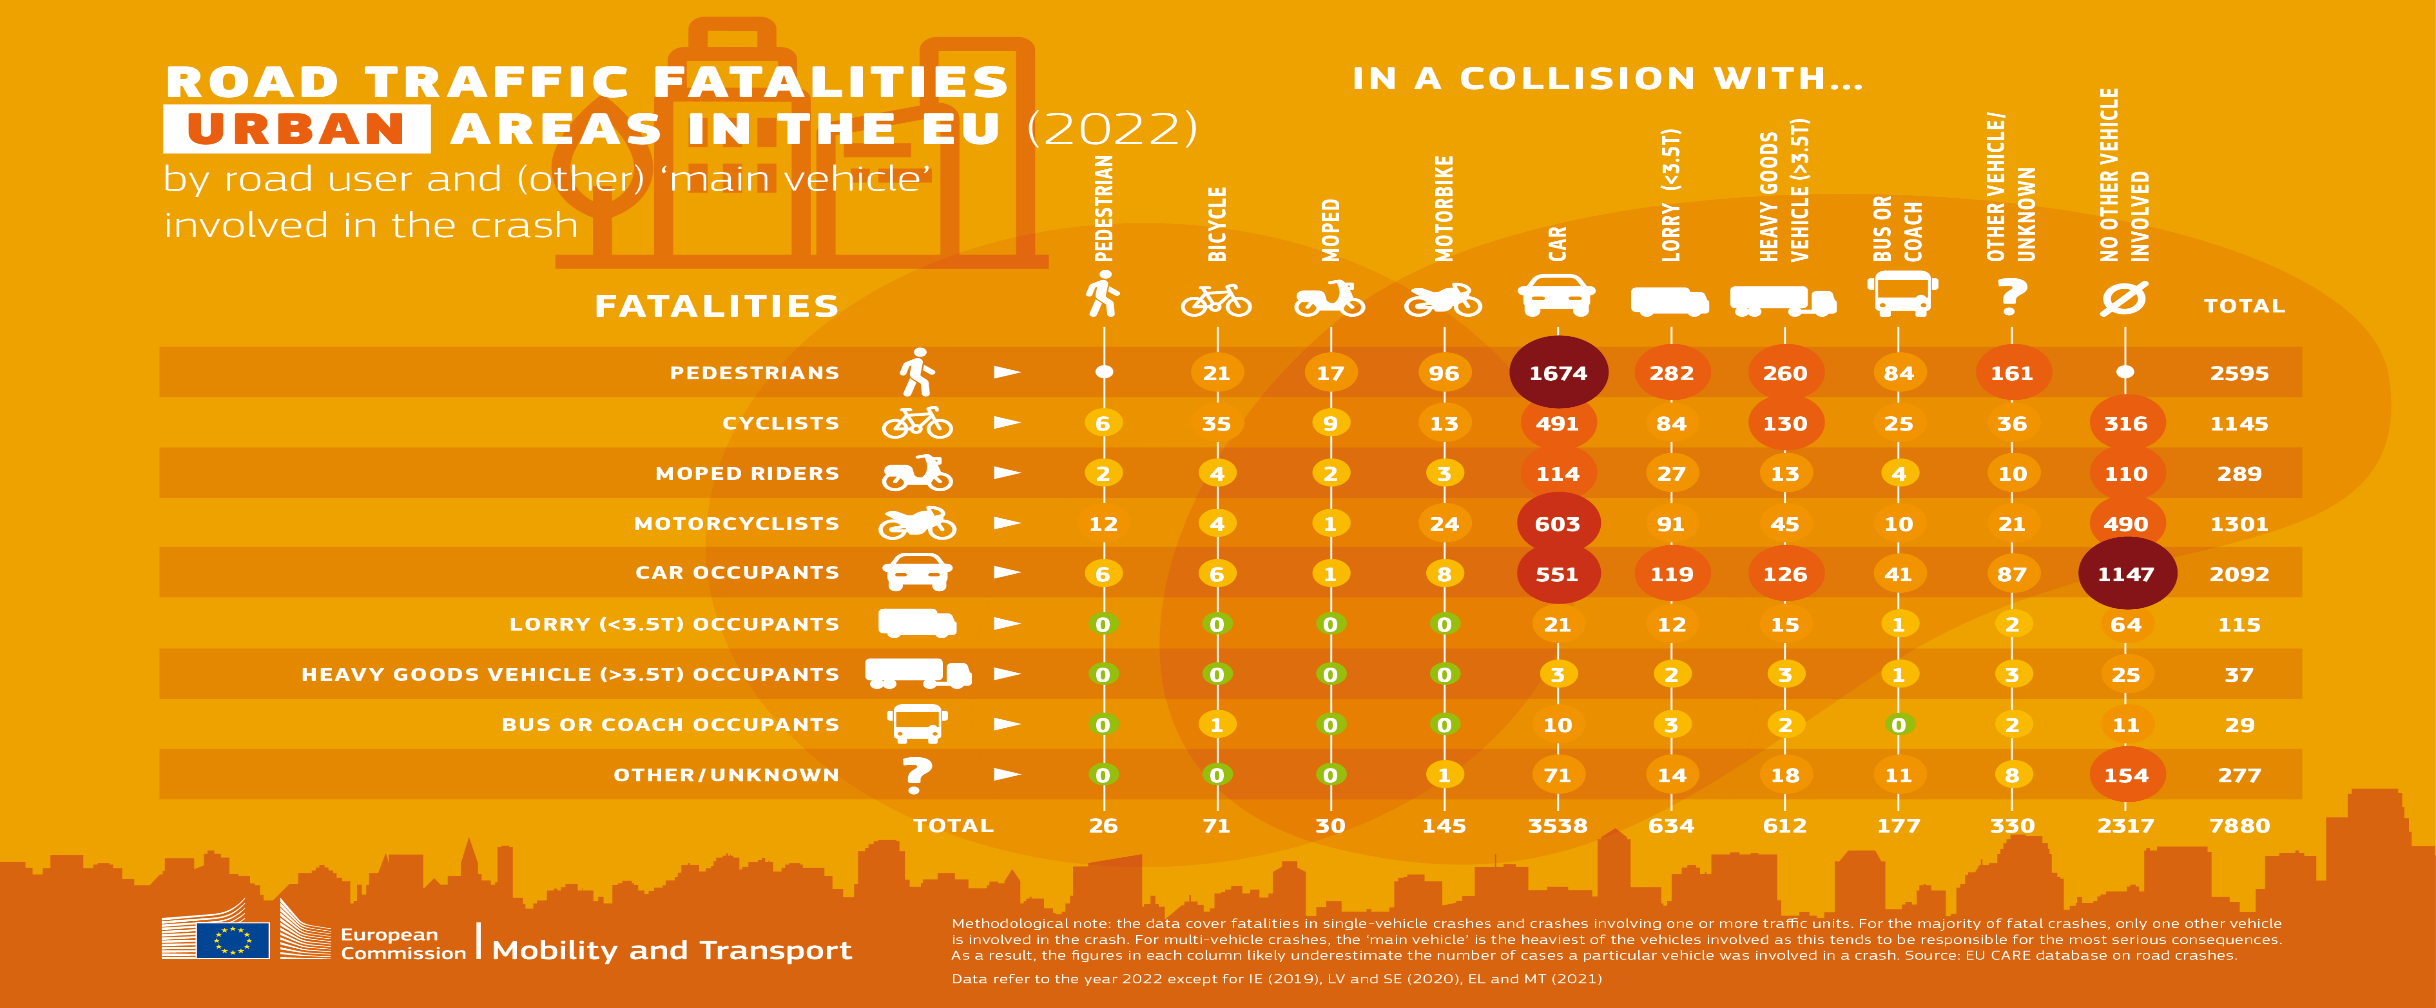 ROAD TRAFFIC FATALITIES
URBAN AREAS IN THE EU (2022)
by road user and (other) ‘main vehicle’
involved in the crash
IN A COLLISION WITH...
PEDESTRIAN
BICYCLE
MOPED
MOTORBIKE
CAR
LORRY (<3.5T)
HEAVY GOODS
VEHICLE (>3.5T)
BUS OR
COACH
OTHER VEHICLE/
UNKNOWN
NO OTHER VEHICLE
INVOLVED
FATALITIES ? TOTAL
PEDESTRIANS 21 17 96 1674 282 260 84 161 2595
CYCLISTS 6 35 9 13 491 84 130 25 36 316 1145
MOPED RIDERS 2 4 2 3 114 27 13 4 10 110 289
MOTORCYCLISTS 12 4 1 24 603 91 45 10 21 490 1301
CAR OCCUPANTS 6 6 1 8 551 119 126 41 87 1147 2092
LORRY (<3.5T) OCCUPANTS 0 0 0 0 21 12 15 1 2 64 115
HEAVY GOODS VEHICLE (>3.5T) OCCUPANTS 0 0 0 0 3 2 3 1 3 25 37
BUS OR COACH OCCUPANTS 0 1 0 0 10 3 2 0 2 11 29
OTHER/UNKNOWN ? 0 0 0 1 71 14 18 11 8 154 277
TOTAL 26 71 30 145 3538 634 612 177 330 2317 7880
European
Commission
Mobility and Transport
Methodological note: the data cover fatalities in single-vehicle crashes and crashes involving one or more traffic units. For the majority of fatal crashes, only one other vehicle
is involved in the crash. For multi-vehicle crashes, the ‘main vehicle’ is the heaviest of the vehicles involved as this tends to be responsible for the most serious consequences.
As a result, the figures in each column likely underestimate the number of cases a particular vehicle was involved in a crash. Source: EU CARE database on road crashes.
Data refer to the year 2022 except for IE (2019), LV and SE (2020), EL and MT (2021)